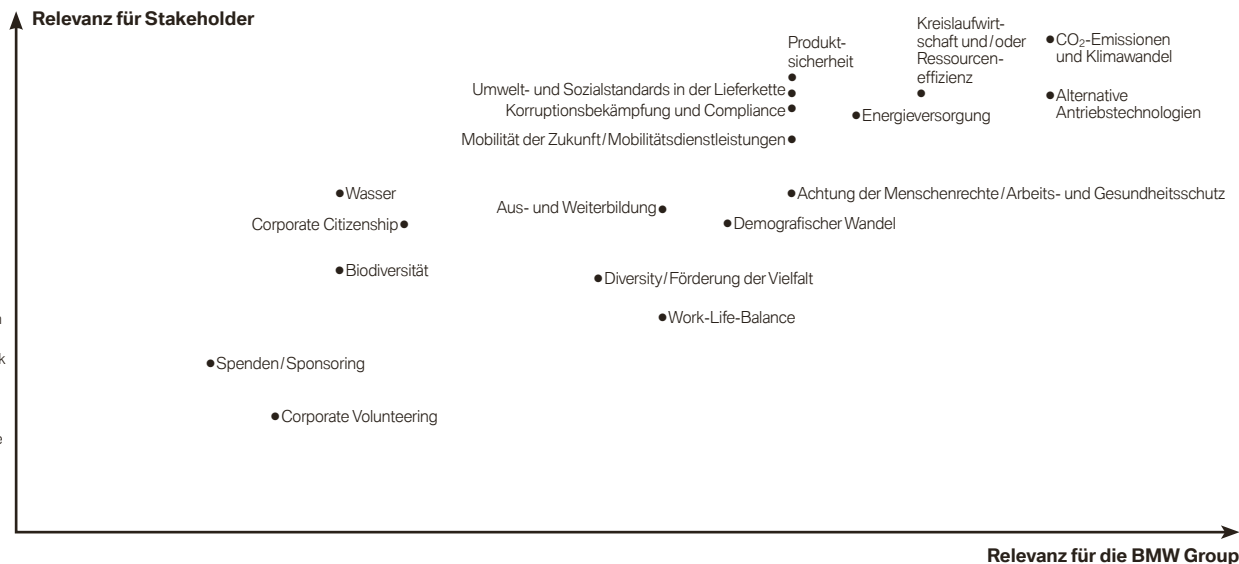 Relevanz für Stakeholder
Produkt-
sicherheit
Kreislaufwirt-
schaft und/oder
Ressourcen-
effizienz
CO₂-Emissionen
und Klimawandel
Umwelt- und Sozialstandards in der Lieferkette
Korruptionsbekämpfung und Compliance
Energieversorgung
Alternative
Antriebstechnologien
Mobilität der Zukunft/Mobilitätsdienstleistungen
Wasser
Aus- und Weiterbildung
Achtung der Menschenrechte/Arbeits- und Gesundheitsschutz
Corporate Citizenship
Demografischer Wandel
Biodiversität
Diversity/Förderung der Vielfalt
Work-Life-Balance
Spenden/Sponsoring
Corporate Volunteering
Relevanz für die BMW Group